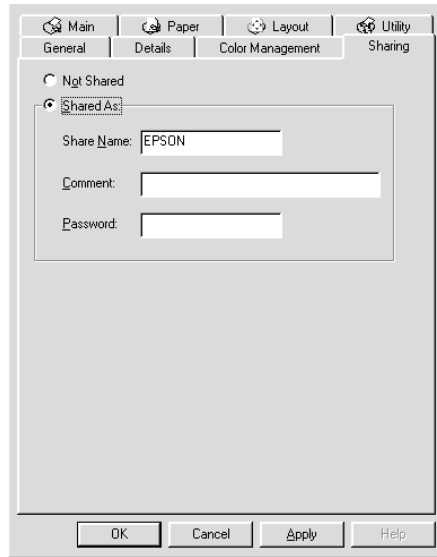 Main Paper Layout Utility
General Details Color Management Sharing
Not Shared
Shared As:
Share Name: EPSON
Comment:
Password:
OK Cancel Apply Help